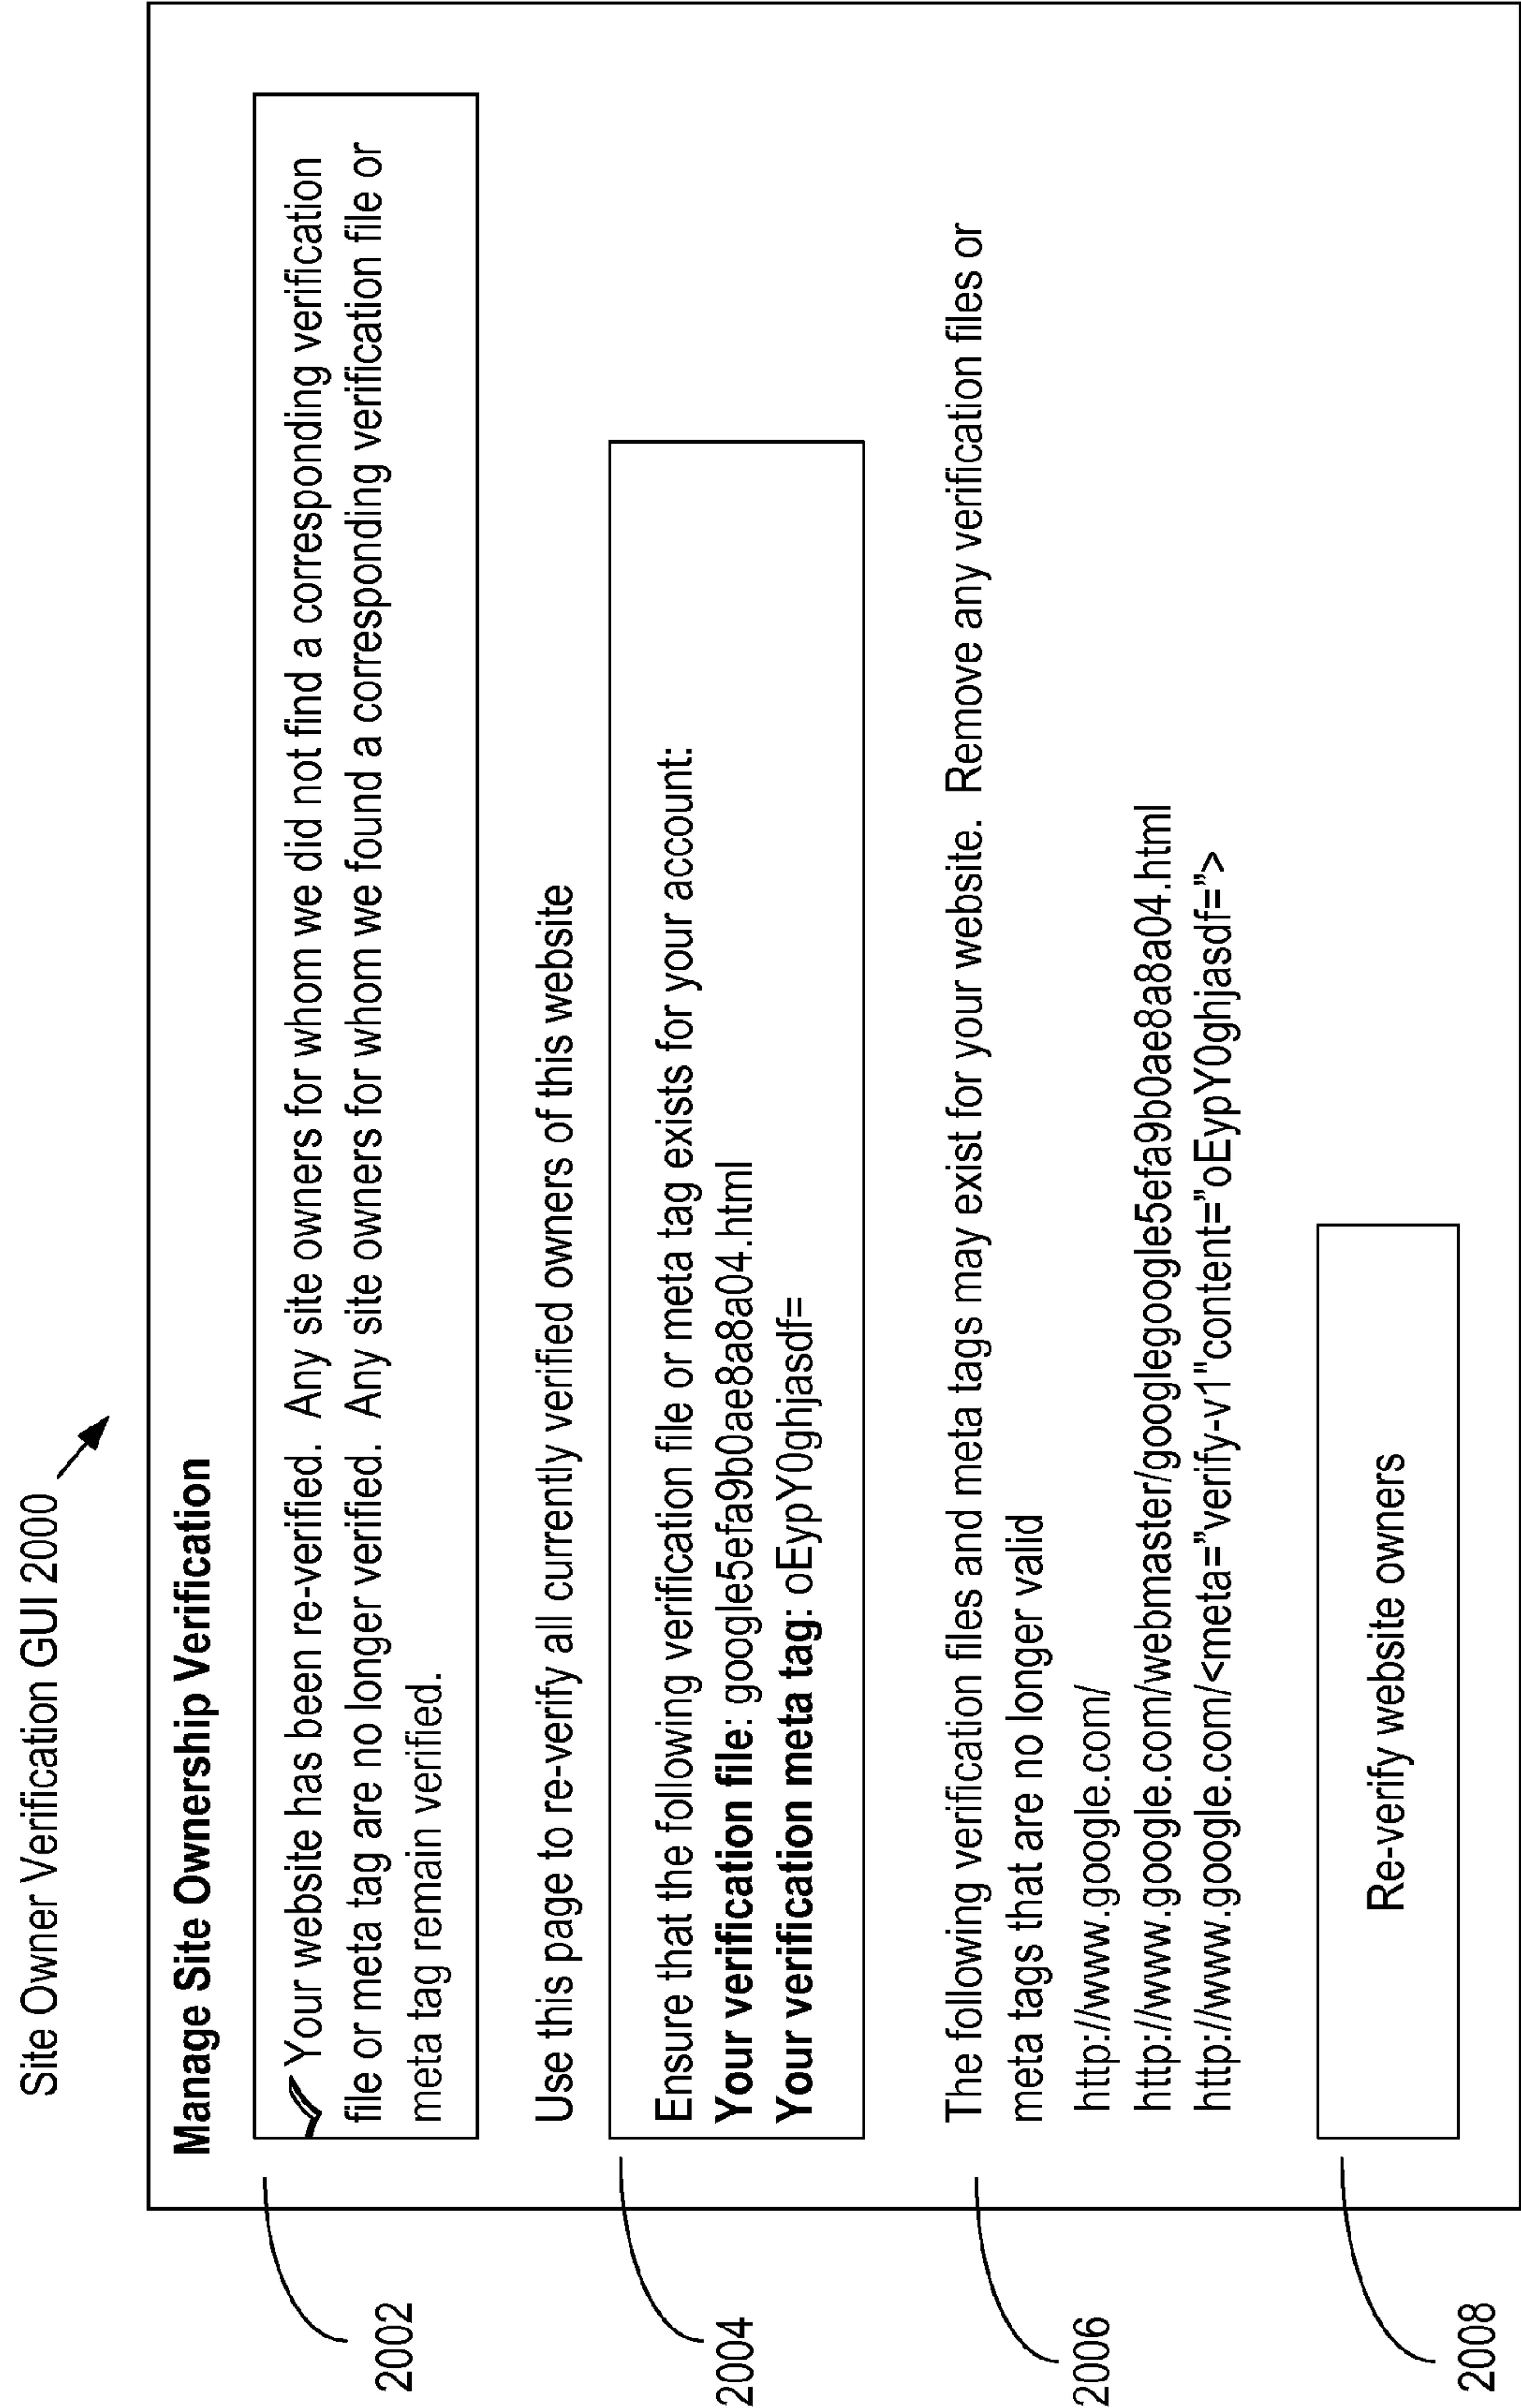 Site Owner Verification GUI 2000
Manage Site Ownership Verification
Your website has been re-verified. Any site owners for whom we did not find a corresponding verification
file or meta tag are no longer verified. Any site owners for whom we found a corresponding verification file or
meta tag remain verified.
2002
Use this page to re-verify all currently verified owners of this website
Ensure that the following verification file or meta tag exists for your account:
Your verification file: google5efa9b0ae8a8a04.html
Your verification meta tag: oEypY0ghjasdf=
2004
The following verification files and meta tags may exist for your website. Remove any verification files or
meta tags that are no longer valid
http://www.google.com/
http://www.google.com/webmaster/googlegoogle5efa9b0ae8a8a04.html
http://www.google.com/<meta=”verify-v1"content=”oEypY0ghjasdf=”>
2006
Re-verify website owners
2008